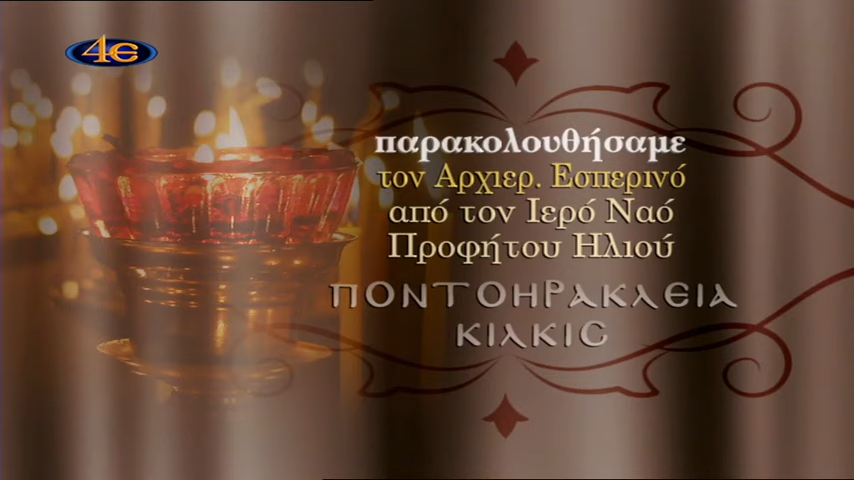 4ε
παρακολουθήσαμε
τον Αρχιερ. Εσπερινό
από τον Ιερό Ναό
Προφήτου Ηλιού
ΠΟΝΤΟΗΡΑΚΛΕΙΑ
ΚΙΛΚΙΣ